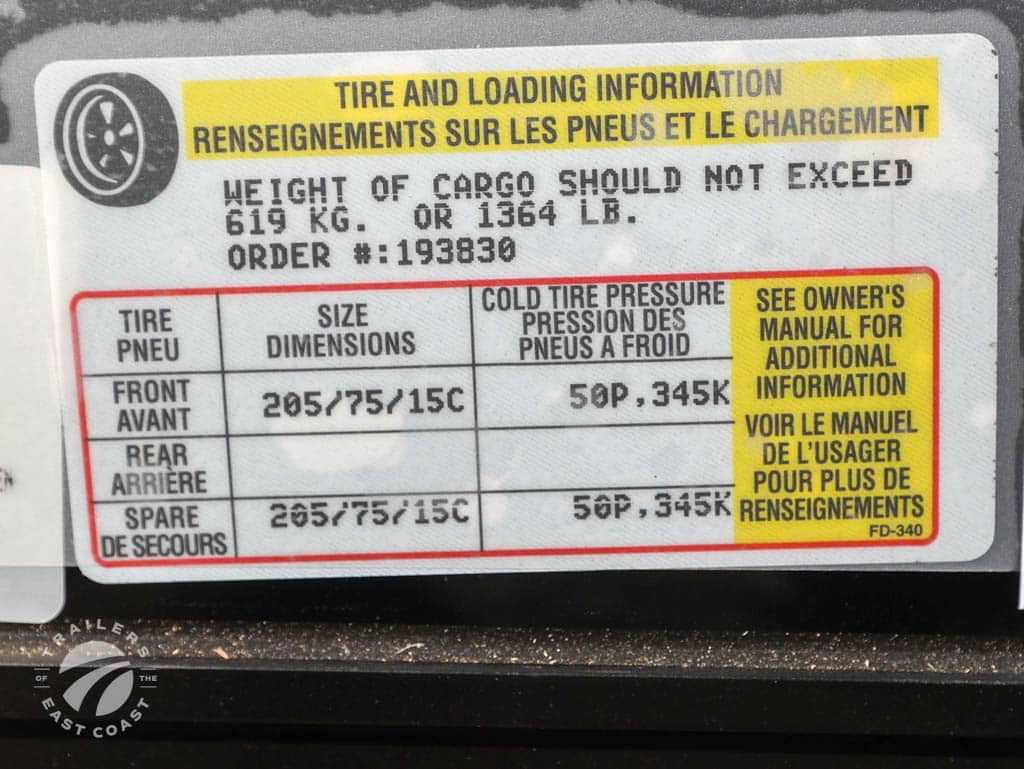 TIRE AND LOADING INFORMATION
RENSEIGNEMENTS SUR LES PNEUS ET LE CHARGEMENT
WEIGHT OF CARGO SHOULD NOT EXCEED
619 KG. OR 1364 LB.
ORDER #:193830
TIRE
PNEU
SIZE
DIMENSIONS
COLD TIRE PRESSURE
PRESSION DES
PNEUS A FROID
FRONT
AVANT
205/75/15C
50P,345K
REAR
ARRIÈRE
SPARE
DE SECOURS
205/75/15C
50P,345K
SEE OWNER'S
MANUAL FOR
ADDITIONAL
INFORMATION
VOIR LE MANUEL
DE L'USAGER
POUR PLUS DE
RENSEIGNEMENTS
FD-340
TRAILERS
OF THE
EAST COAST